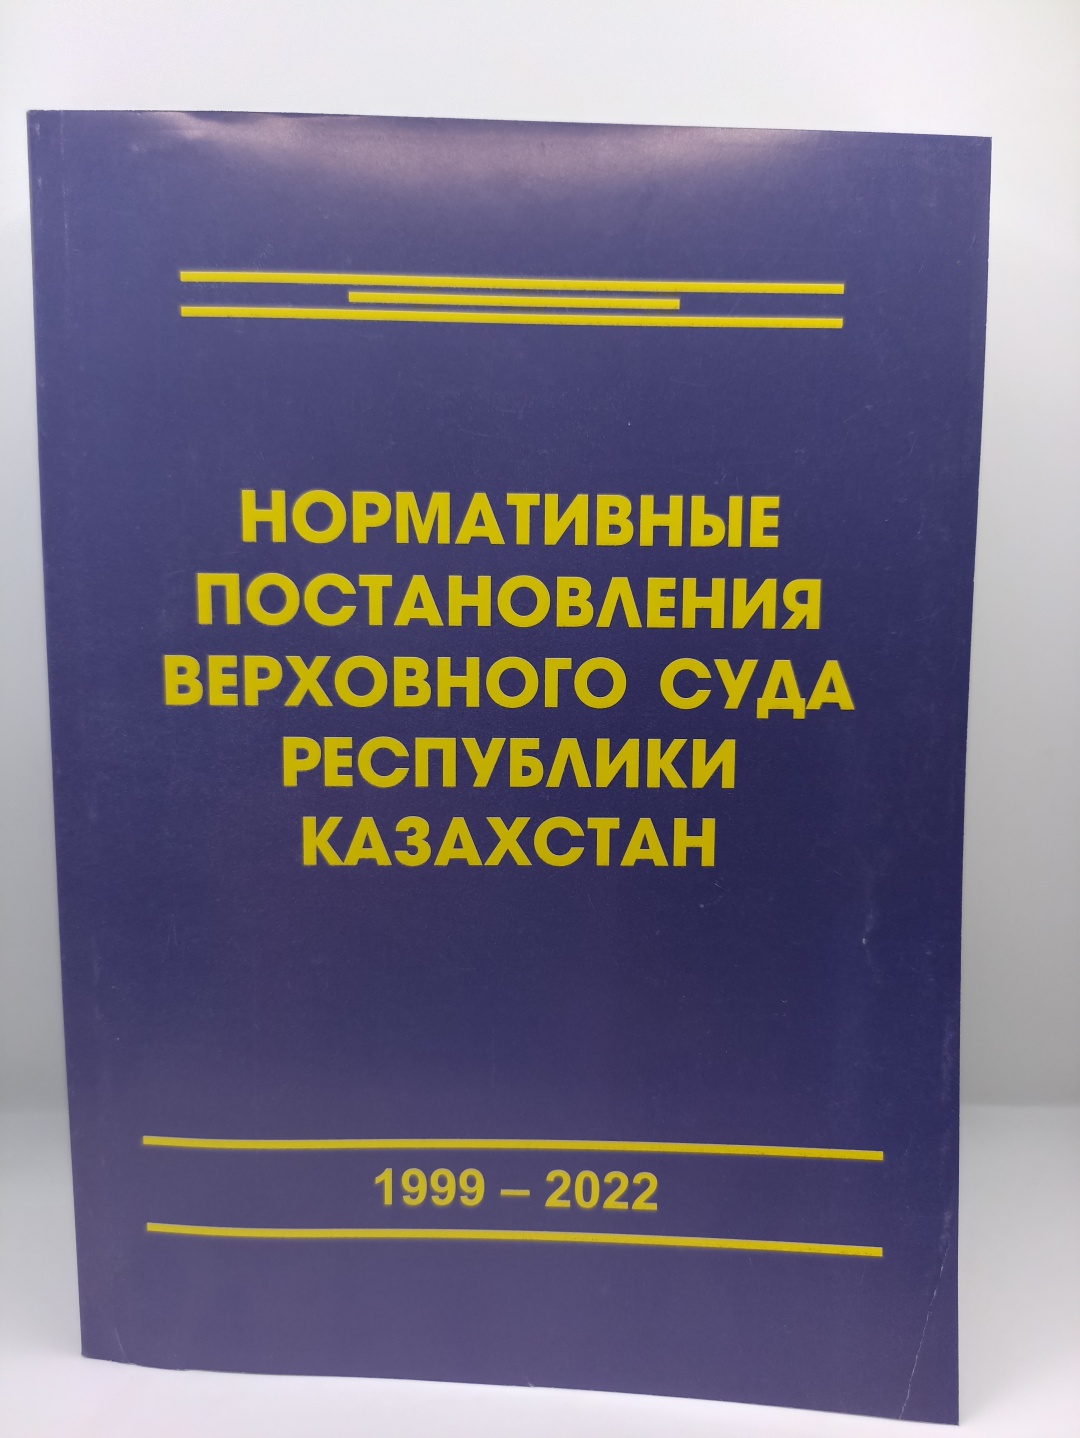 НОРМАТИВНЫЕ
ПОСТАНОВЛЕНИЯ
ВЕРХОВНОГО СУДА
РЕСПУБЛИКИ
КАЗАХСТАН
1999 – 2022